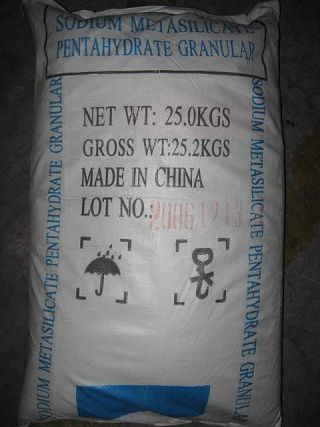 SODIUM METASILICATE
PENTAHYDRATE GRANULAR
NET WT: 25.0KGS
GROSS WT:25.2KGS
MADE IN CHINA
LOT NO.:
SODIUM METASILICATE PENTAHYDRATE GRANULAR
SODIUM METASILICATE PENTAHYDRATE GRANULAR